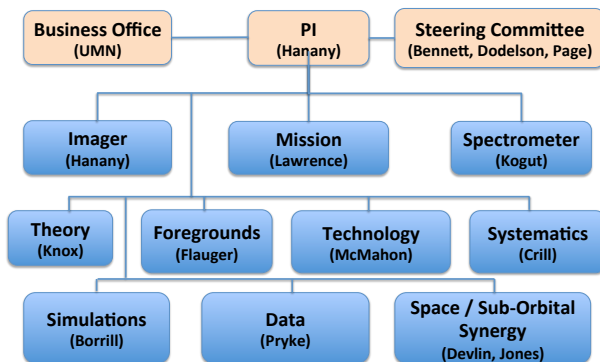 Business Office
(UMN)
PI
(Hanany)
Steering Committee
(Bennett, Dodelson, Page)
Imager
(Hanany)
Mission
(Lawrence)
Spectrometer
(Kogut)
Theory
(Knox)
Foregrounds
(Flauger)
Technology
(McMahon)
Systematics
(Crill)
Simulations
(Borrill)
Data
(Pryke)
Space / Sub-Orbital
Synergy
(Devlin, Jones)